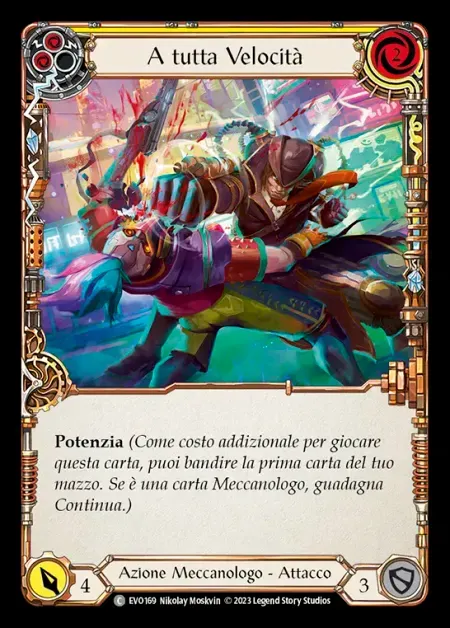 A tutta Velocità
2
Potenzia (Come costo addizionale per giocare
questa carta, puoi bandire la prima carta del tuo
mazzo. Se è una carta Meccanologo, guadagna
Continua.)
4
Azione Meccanologo - Attacco
3
C EVO169 Nikolay Moskvin © 2023 Legend Story Studios